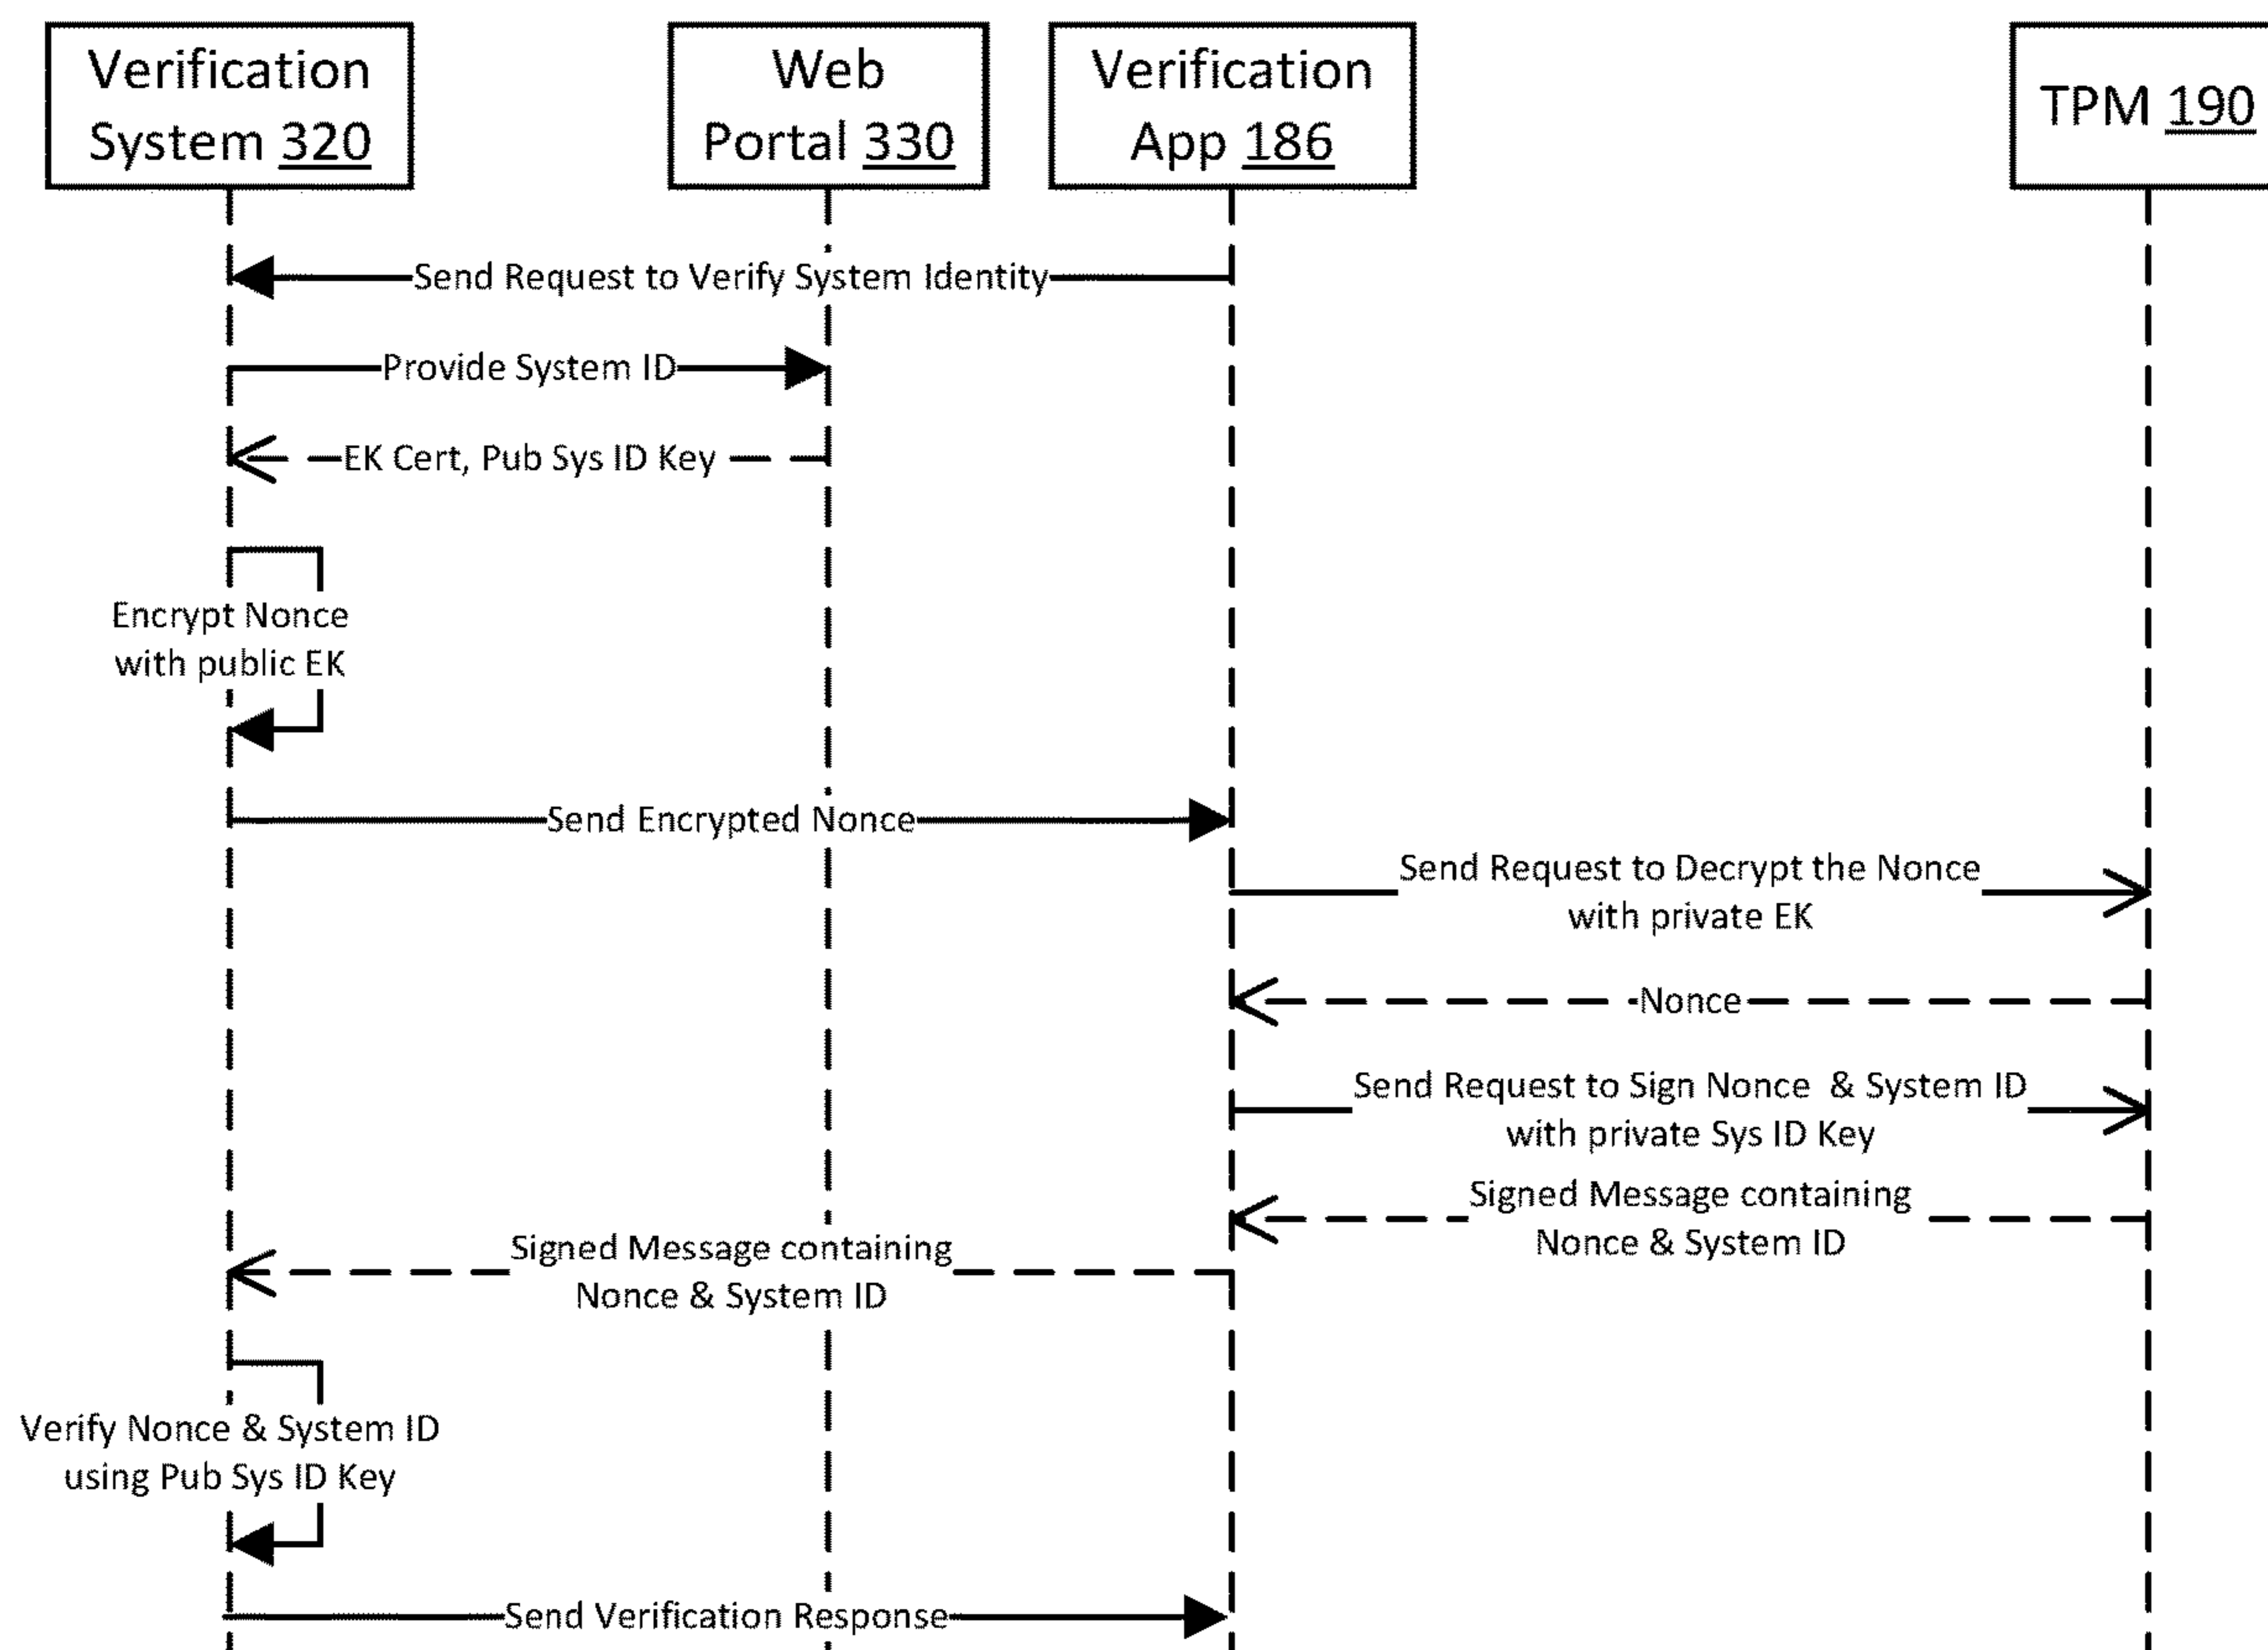 Verification
System 320
Web
Portal 330
Verification
App 186
TPM 190
Send Request to Verify System Identity
Provide System ID
EK Cert, Pub Sys ID Key
Encrypt Nonce
with public EK
Send Encrypted Nonce
Send Request to Decrypt the Nonce
with private EK
Nonce
Send Request to Sign Nonce & System ID
with private Sys ID Key
Signed Message containing
Nonce & System ID
Signed Message containing
Nonce & System ID
Verify Nonce & System ID
using Pub Sys ID Key
Send Verification Response